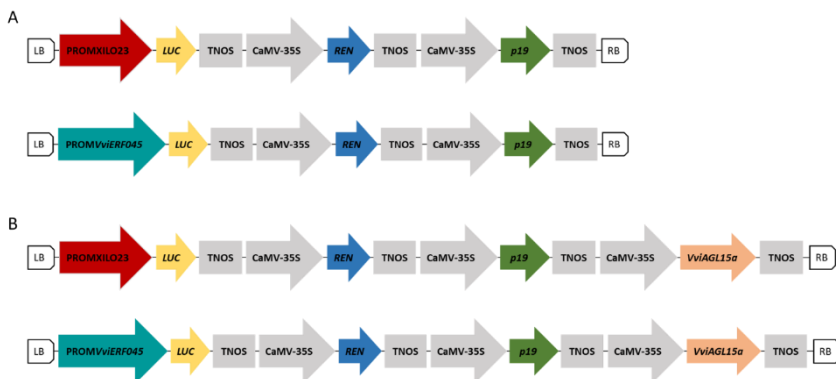 A
LB PROMXILO23 LUC TNOS CaMV-35S REN TNOS CaMV-35S p19 TNOS RB
LB PROMVviERF045 LUC TNOS CaMV-35S REN TNOS CaMV-35S p19 TNOS RB
B
LB PROMXILO23 LUC TNOS CaMV-35S REN TNOS CaMV-35S p19 TNOS CaMV-35S VviAGL15a TNOS RB
LB PROMVviERF045 LUC TNOS CaMV-35S REN TNOS CaMV-35S p19 TNOS CaMV-35S VviAGL15a TNOS RB